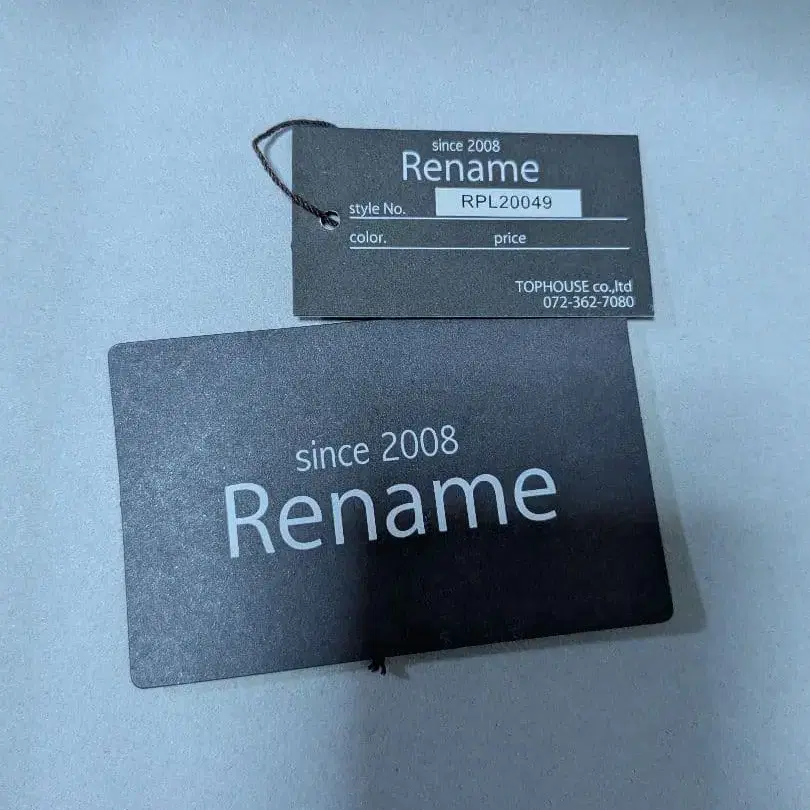 since 2008
Rename
style No. RPL20049
color. price
TOPHOUSE co.,ltd
072-362-7080
since 2008
Rename